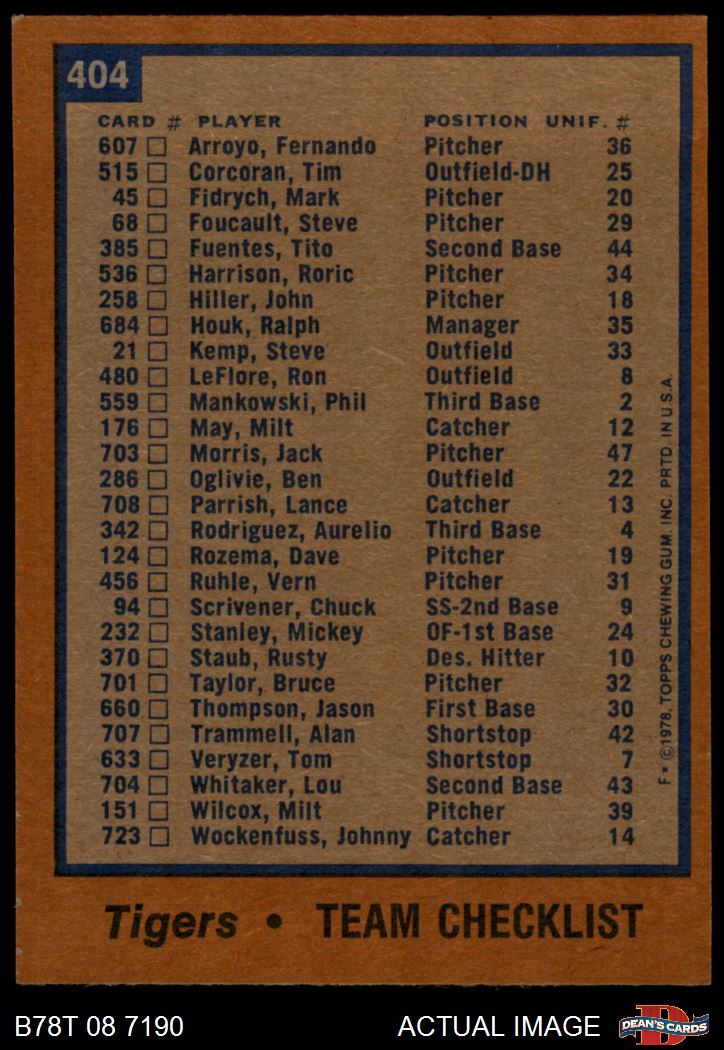 404
CARD # PLAYER POSITION UNIF. #
607 Arroyo, Fernando Pitcher 36
515 Corcoran, Tim Outfield-DH 25
45 Fidrych, Mark Pitcher 20
68 Foucault, Steve Pitcher 29
385 Fuentes, Tito Second Base 44
536 Harrison, Roric Pitcher 34
258 Hiller, John Pitcher 18
684 Houk, Ralph Manager 35
21 Kemp, Steve Outfield 33
480 LeFlore, Ron Outfield 8
559 Mankowski, Phil Third Base 2
176 May, Milt Catcher 12
703 Morris, Jack Pitcher 47
286 Oglivie, Ben Outfield 22
708 Parrish, Lance Catcher 13
342 Rodriguez, Aurelio Third Base 4
124 Rozema, Dave Pitcher 19
456 Ruhle, Vern Pitcher 31
94 Scrivener, Chuck SS-2nd Base 9
232 Stanley, Mickey OF-1st Base 24
370 Staub, Rusty Des. Hitter 10
701 Taylor, Bruce Pitcher 32
660 Thompson, Jason First Base 30
707 Trammell, Alan Shortstop 42
633 Veryzer, Tom Shortstop 7
704 Whitaker, Lou Second Base 43
151 Wilcox, Milt Pitcher 39
723 Wockenfuss, Johnny Catcher 14
F* ©1978, TOPPS CHEWING GUM. INC. PRTD IN U.S.A.
Tigers • TEAM CHECKLIST
B78T 08 7190 ACTUAL IMAGE
D
DEAN'S CARDS